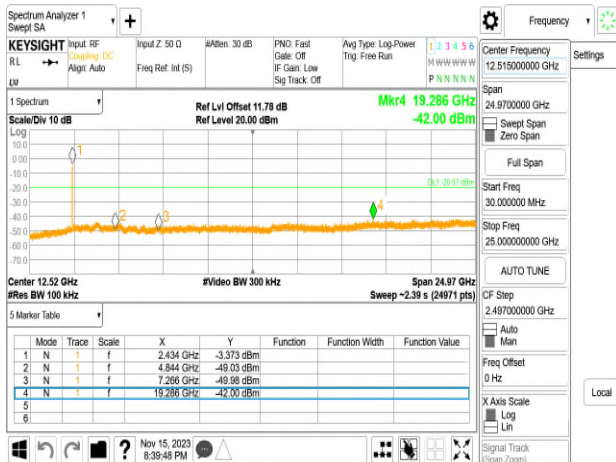 Spectrum Analyzer 1
Swept SA
Frequency
KEYSIGHT Input: RF Input Z: 50 Ω #Atten: 30 dB PNO: Fast Avg Type: Log-Power 1 2 3 4 5 6
RL Coupling: DC Gate: Off Trig: Free Run M W W W W W
Align: Auto Freq Ref: Int (S) IF Gain: Low P N N N N N
Sig Track: Off
LXI
1 Spectrum
Mkr4 19.286 GHz
Ref Lvl Offset 11.78 dB
Scale/Div 10 dB Ref Level 20.00 dBm -42.00 dBm
Log
10.0
0.00
-10.0
-20.0
-30.0
-40.0
-50.0
-60.0
-70.0
1
2
3
4
DL1 -20.67 dBm
Center 12.52 GHz #Video BW 300 kHz Span 24.97 GHz
#Res BW 100 kHz Sweep ~2.39 s (24971 pts)
5 Marker Table
Mode Trace Scale X Y Function Function Width Function Value
1 N 1 f 2.434 GHz -3.373 dBm
2 N 1 f 4.844 GHz -49.03 dBm
3 N 1 f 7.266 GHz -49.98 dBm
4 N 1 f 19.286 GHz -42.00 dBm
5
6
Nov 15, 2023
8:39:48 PM
Center Frequency
12.515000000 GHz
Settings
Span
24.9700000 GHz
Swept Span
Zero Span
Full Span
Start Freq
30.000000 MHz
Stop Freq
25.000000000 GHz
AUTO TUNE
CF Step
2.497000000 GHz
Auto
Man
Freq Offset
0 Hz
X Axis Scale
Log
Lin
Local
Signal Track
(Span Zoom)